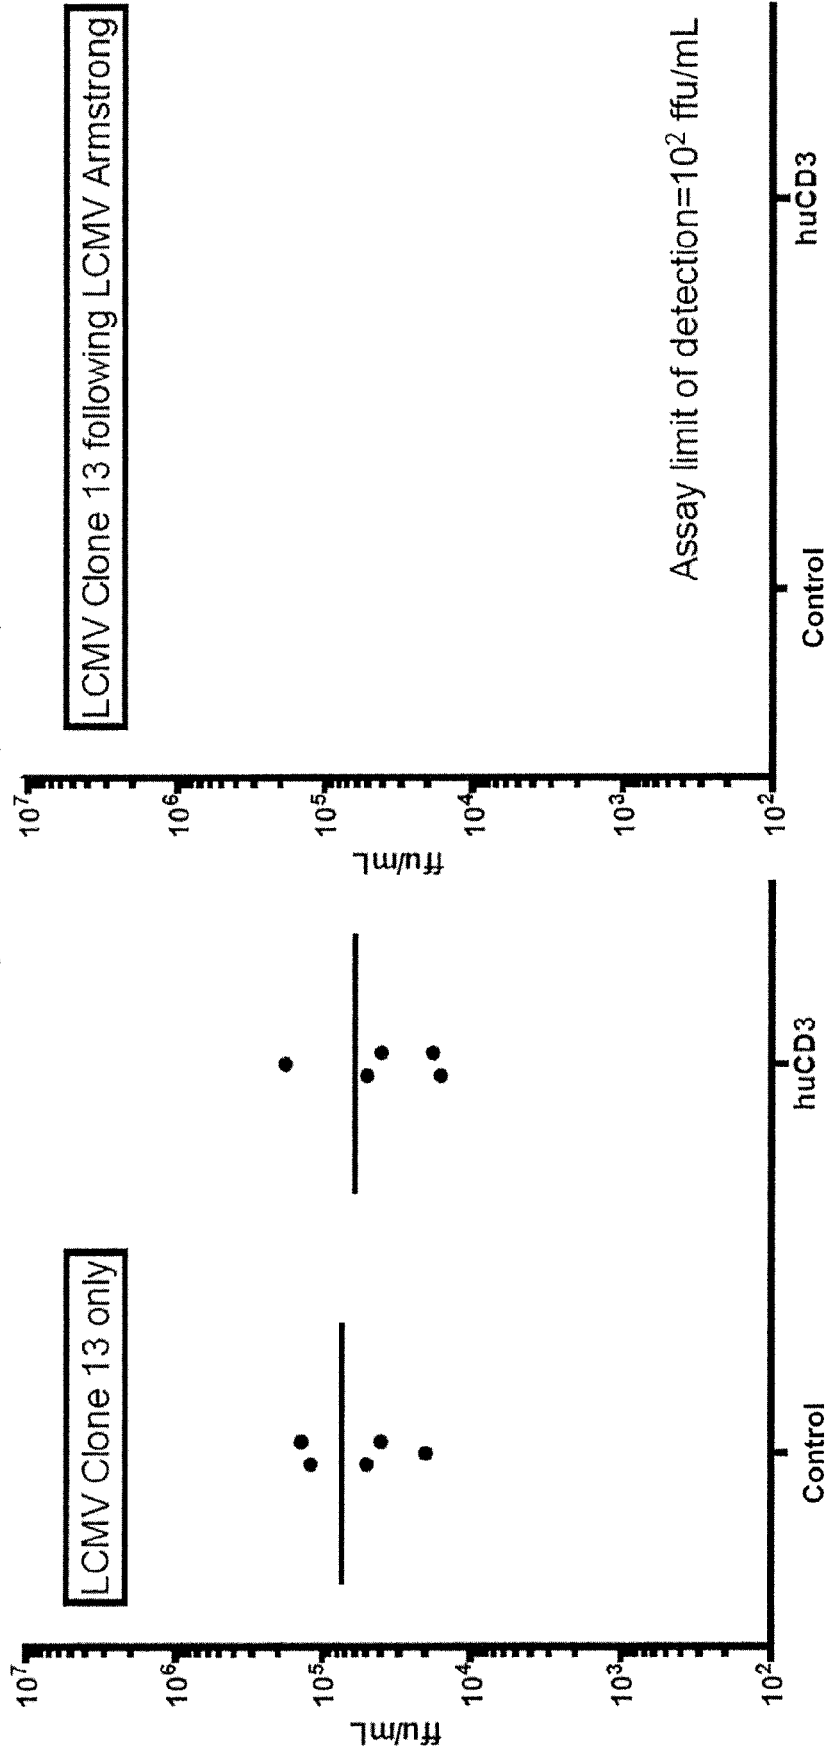 LCMV Clone 13 only
ffu/mL
10⁷
10⁶
10⁵
10⁴
10³
10²
Control
huCD3
LCMV Clone 13 following LCMV Armstrong
ffu/mL
10⁷
10⁶
10⁵
10⁴
10³
10²
Assay limit of detection=10² ffu/mL
Control
huCD3